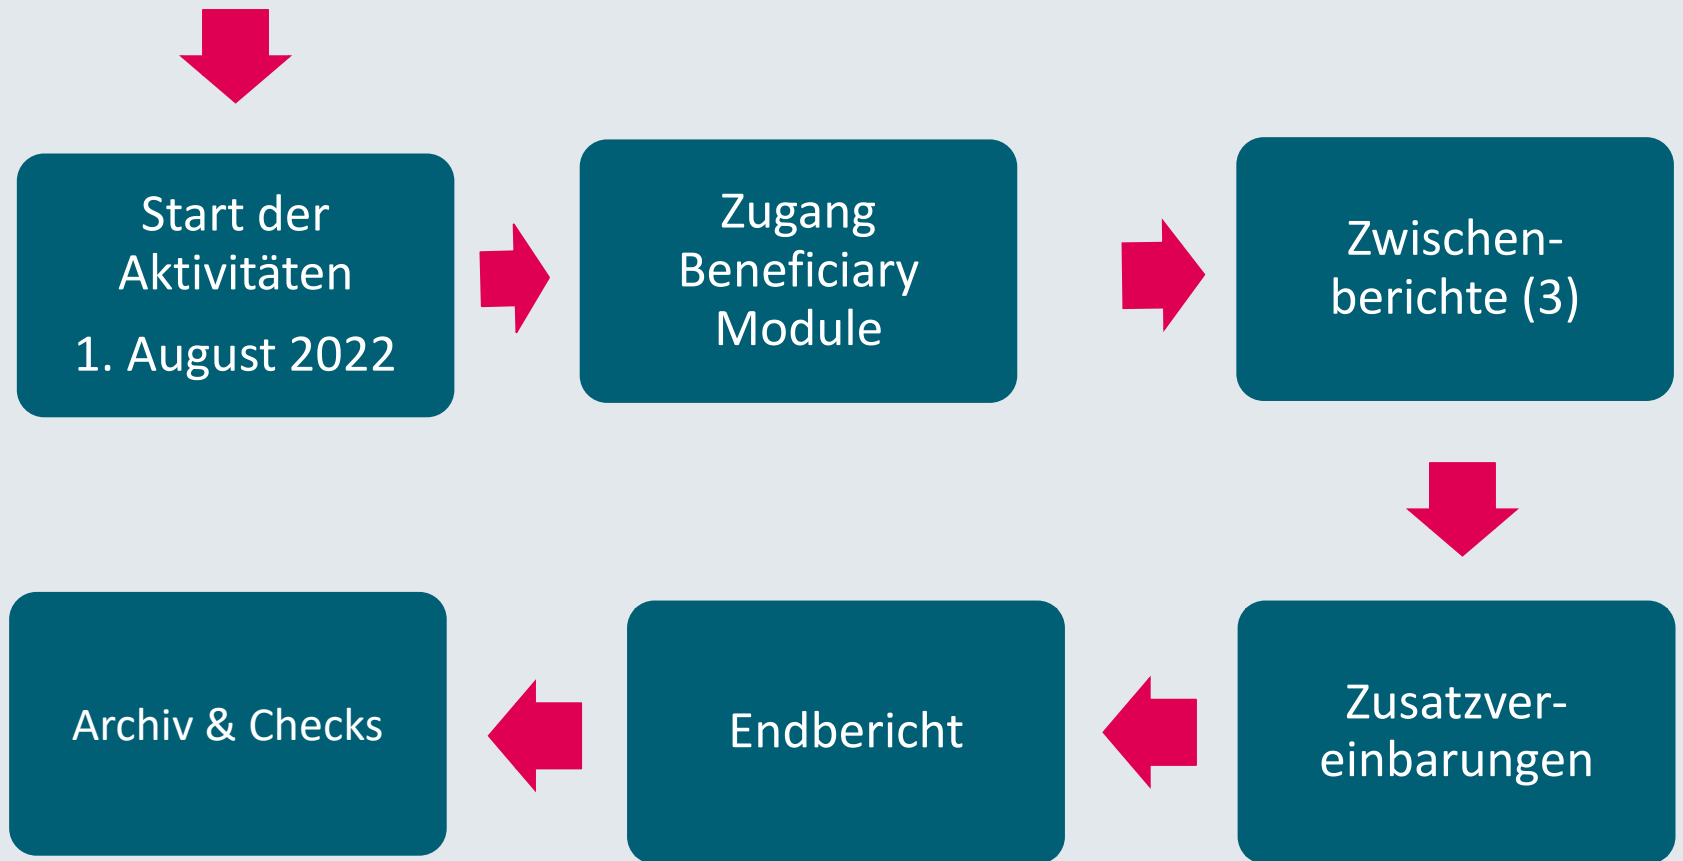 Start der
Aktivitäten
1. August 2022
Zugang
Beneficiary
Module
Zwischen-
berichte (3)
Zusatzver-
einbarungen
Endbericht
Archiv & Checks